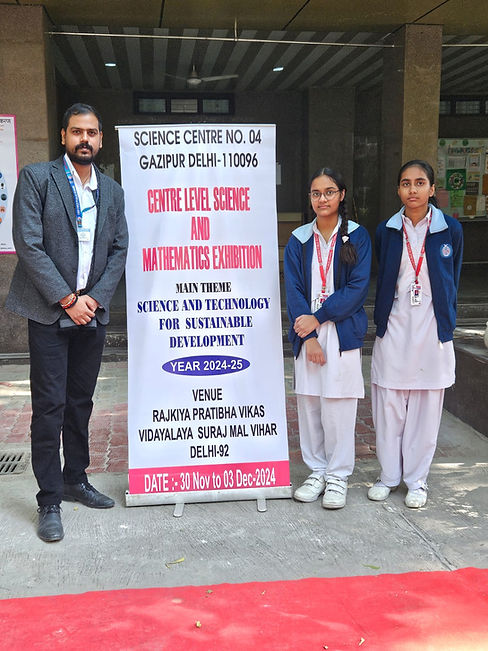 SCIENCE CENTRE NO. 04
GAZIPUR DELHI-110096
CENTRE LEVEL SCIENCE
AND
MATHEMATICS EXHIBITION
MAIN THEME
SCIENCE AND TECHNOLOGY
FOR SUSTAINABLE
DEVELOPMENT
YEAR 2024-25
VENUE
RAJKIYA PRATIBHA VIKAS
VIDAYALAYA SURAJ MAL VIHAR
DELHI-92
DATE :- 30 Nov to 03 Dec-2024